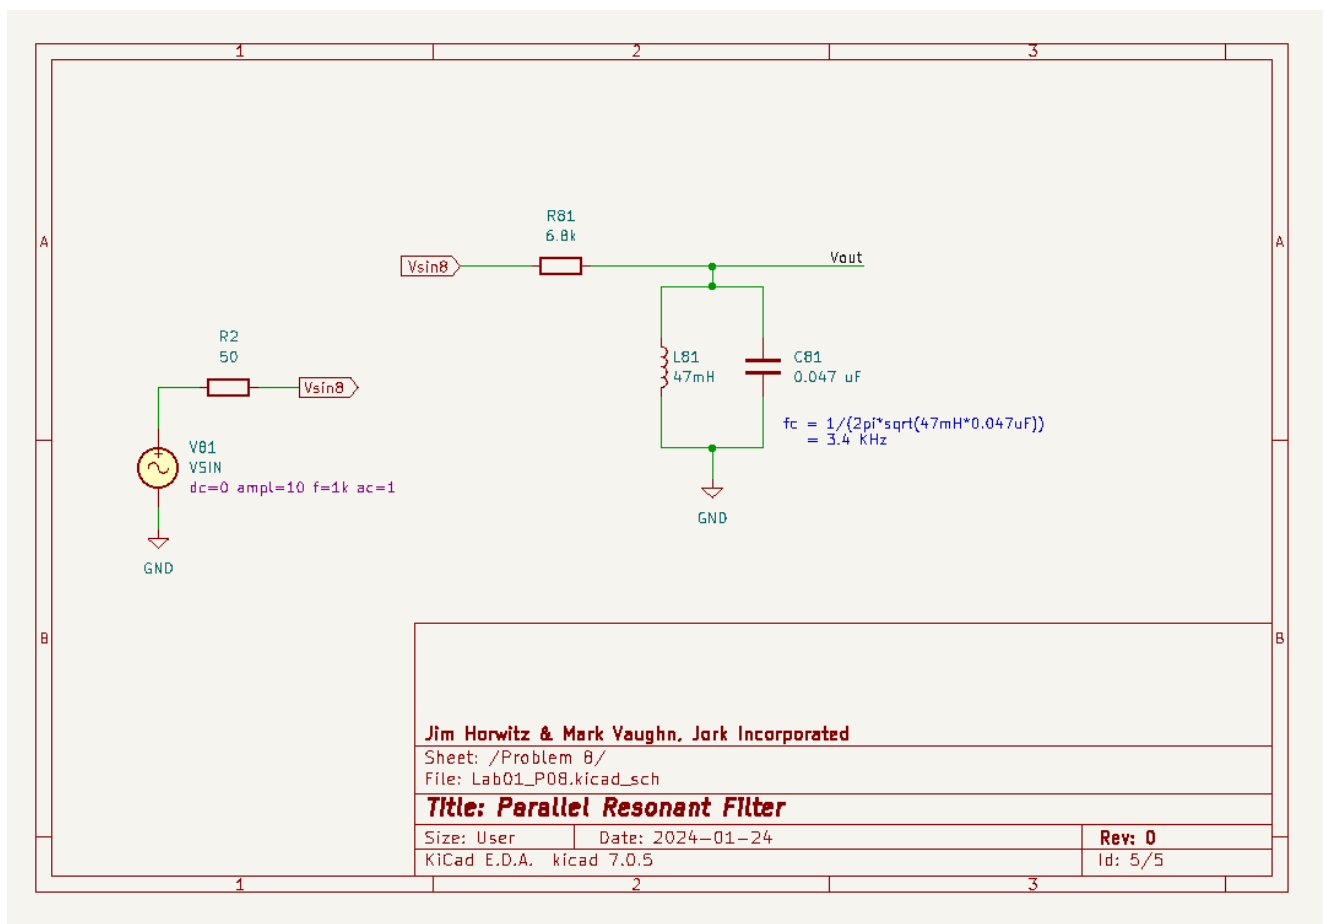 1 2 3
A A
R81
6.8k
Vsin8
Vout
R2
50
Vsin8
L81
47mH
C81
0.047 uF
fc = 1/(2pi*sqrt(47mH*0.047uF))
= 3.4 KHz
V81
VSIN
dc=0 ampl=10 f=1k ac=1
GND
GND
B B
Jim Horwitz & Mark Vaughn, Jork Incorporated
Sheet: /Problem 8/
File: Lab01_P08.kicad_sch
Title: Parallel Resonant Filter
Size: User Date: 2024-01-24 Rev: 0
KiCad E.D.A. kicad 7.0.5 Id: 5/5
1 2 3